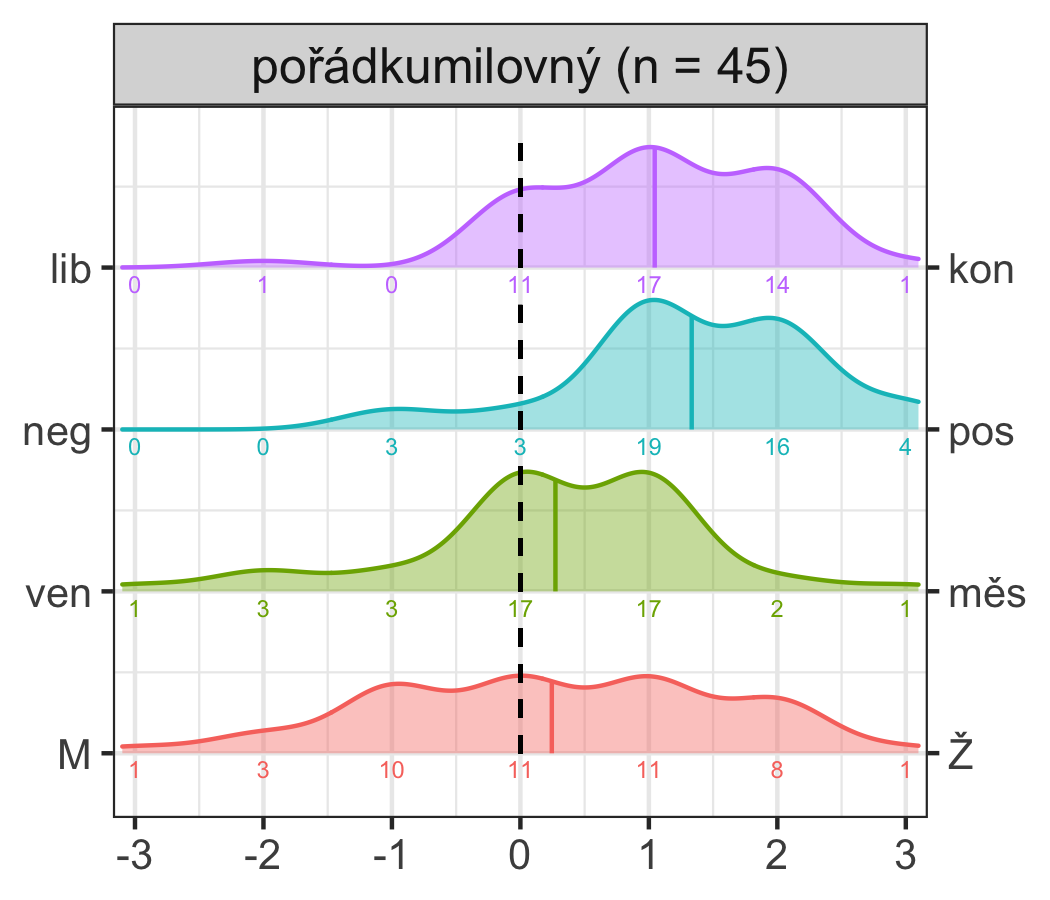 pořádkumilovný (n = 45)
lib kon
0 1 0 11 17 14 1
neg pos
0 0 3 3 19 16 4
ven měs
1 3 3 17 17 2 1
M Ž
1 3 10 11 11 8 1
-3 -2 -1 0 1 2 3